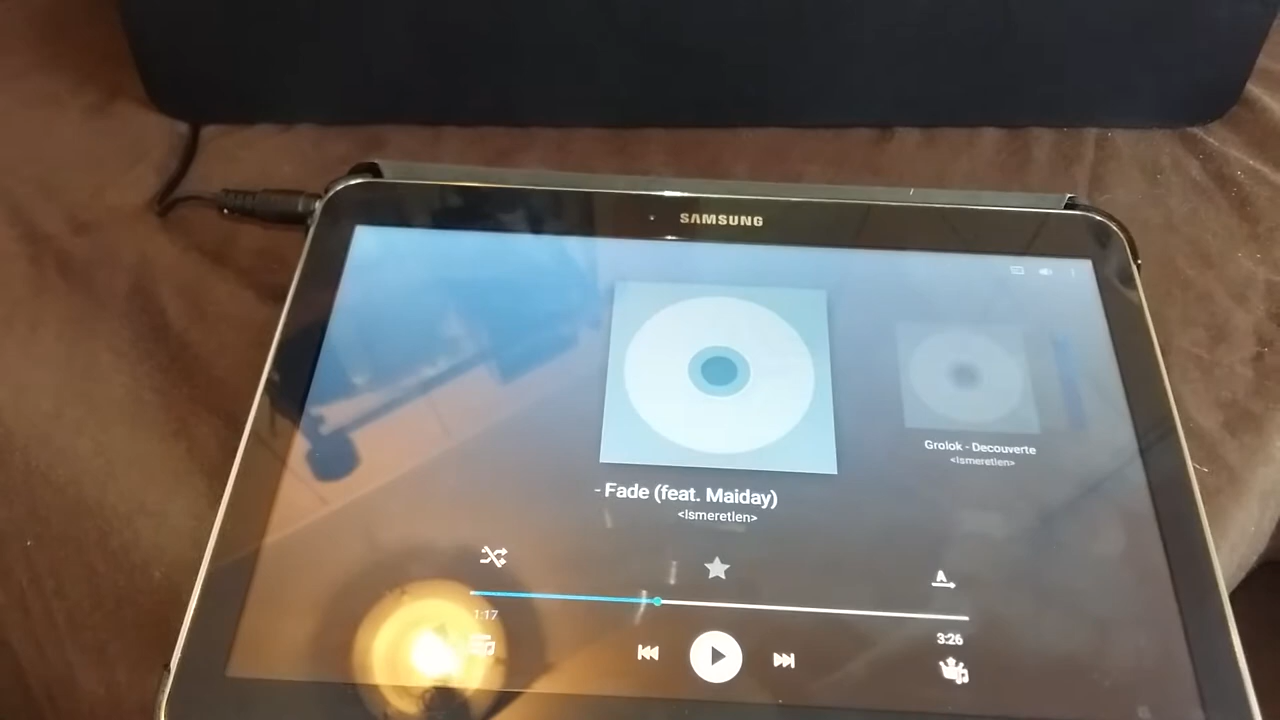 SAMSUNG
Grolok - Decouverte
<Ismeretlen>
- Fade (feat. Maiday)
<Ismeretlen>
A
1:17
3:26